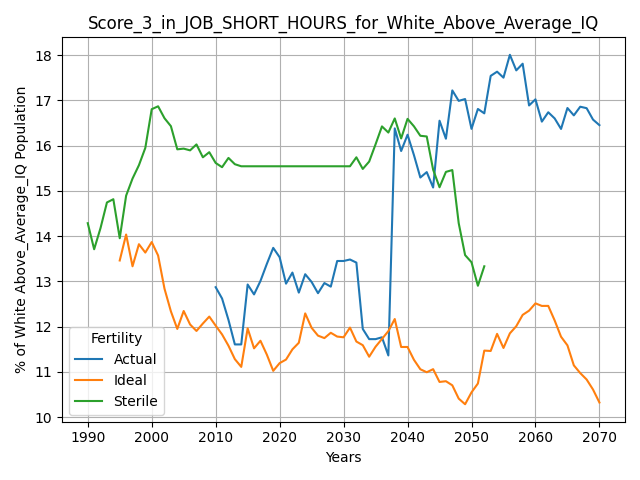 Score_3_in_JOB_SHORT_HOURS_for_White_Above_Average_IQ
% of White Above_Average_IQ Population
18
17
16
15
14
13
12
11
10
Fertility
Actual
Ideal
Sterile
1990 2000 2010 2020 2030 2040 2050 2060 2070
Years